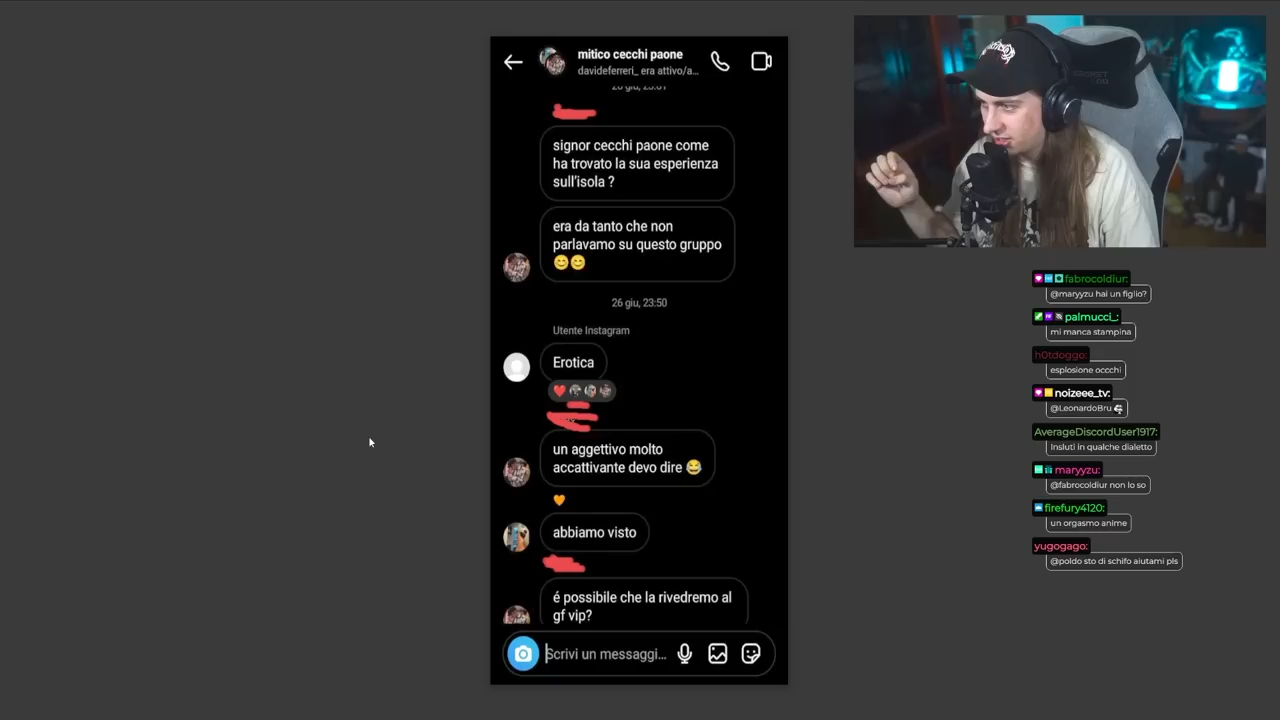 mitico cecchi paone
davideferreri_ era attivo/a...
26 giu, 23:01
signor cecchi paone come
ha trovato la sua esperienza
sull'isola ?
era da tanto che non
parlavamo su questo gruppo
😊😊
26 giu, 23:50
Utente Instagram
Erotica
un aggettivo molto
accattivante devo dire 😂
abbiamo visto
é possibile che la rivedremo al
gf vip?
Scrivi un messaggi...
fabrocoldiur:
@maryyzu hai un figlio?
palmucci_:
mi manca stampina
h0tdoggo:
esplosione occchi
noizeee_tv:
@LeonardoBru
AverageDiscordUser1917:
Insluti in qualche dialetto
maryyzu:
@fabrocoldiur non lo so
firefury4120:
un orgasmo anime
yugogago:
@poldo sto di schifo aiutami pls